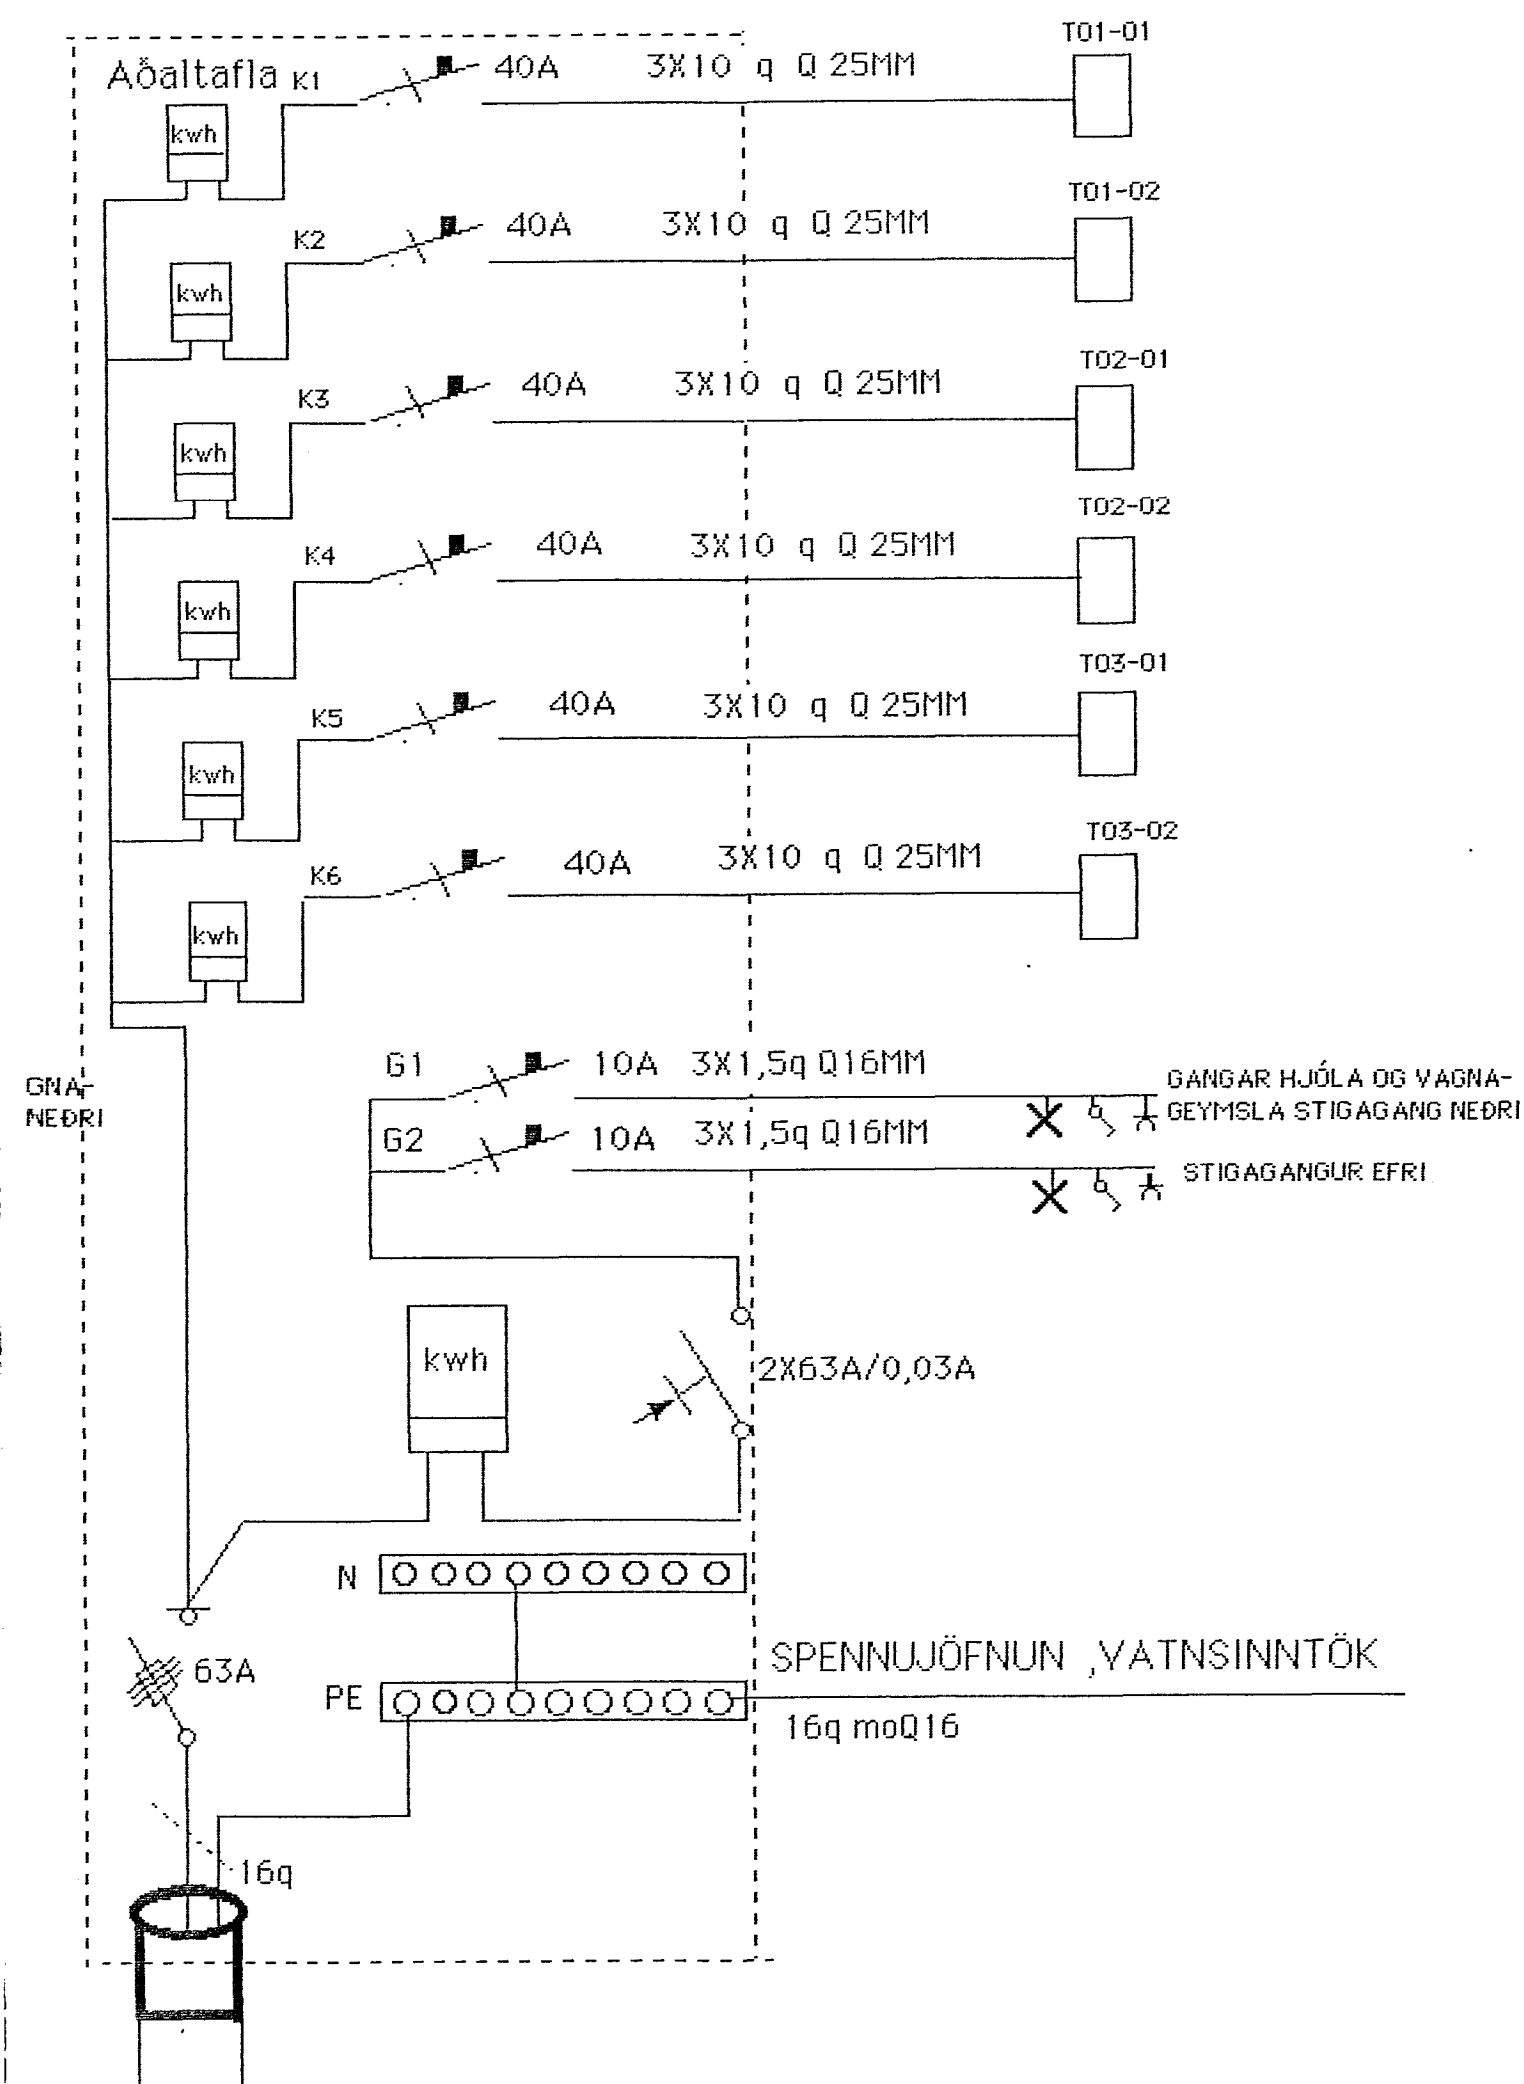 T01-01
Aðaltafla K1 40A 3X10 q Q 25MM
kwh
T01-02
K2 40A 3X10 q Q 25MM
kwh
T02-01
K3 40A 3X10 q Q 25MM
kwh
T02-02
K4 40A 3X10 q Q 25MM
kwh
T03-01
K5 40A 3X10 q Q 25MM
kwh
T03-02
K6 40A 3X10 q Q 25MM
kwh
G1 10A 3X1,5q Q16MM
GNA-
NEÐRI
GANGAR HJÓLA OG VAGNA-
GEYMSLA STIGAGANG NEÐRI
G2 10A 3X1,5q Q16MM
STIGAGANGUR EFRI
kwh
2X63A/0,03A
N
63A
PE
SPENNUJÖFNUN ,VATNSINNTÖK
16q moQ16
16q